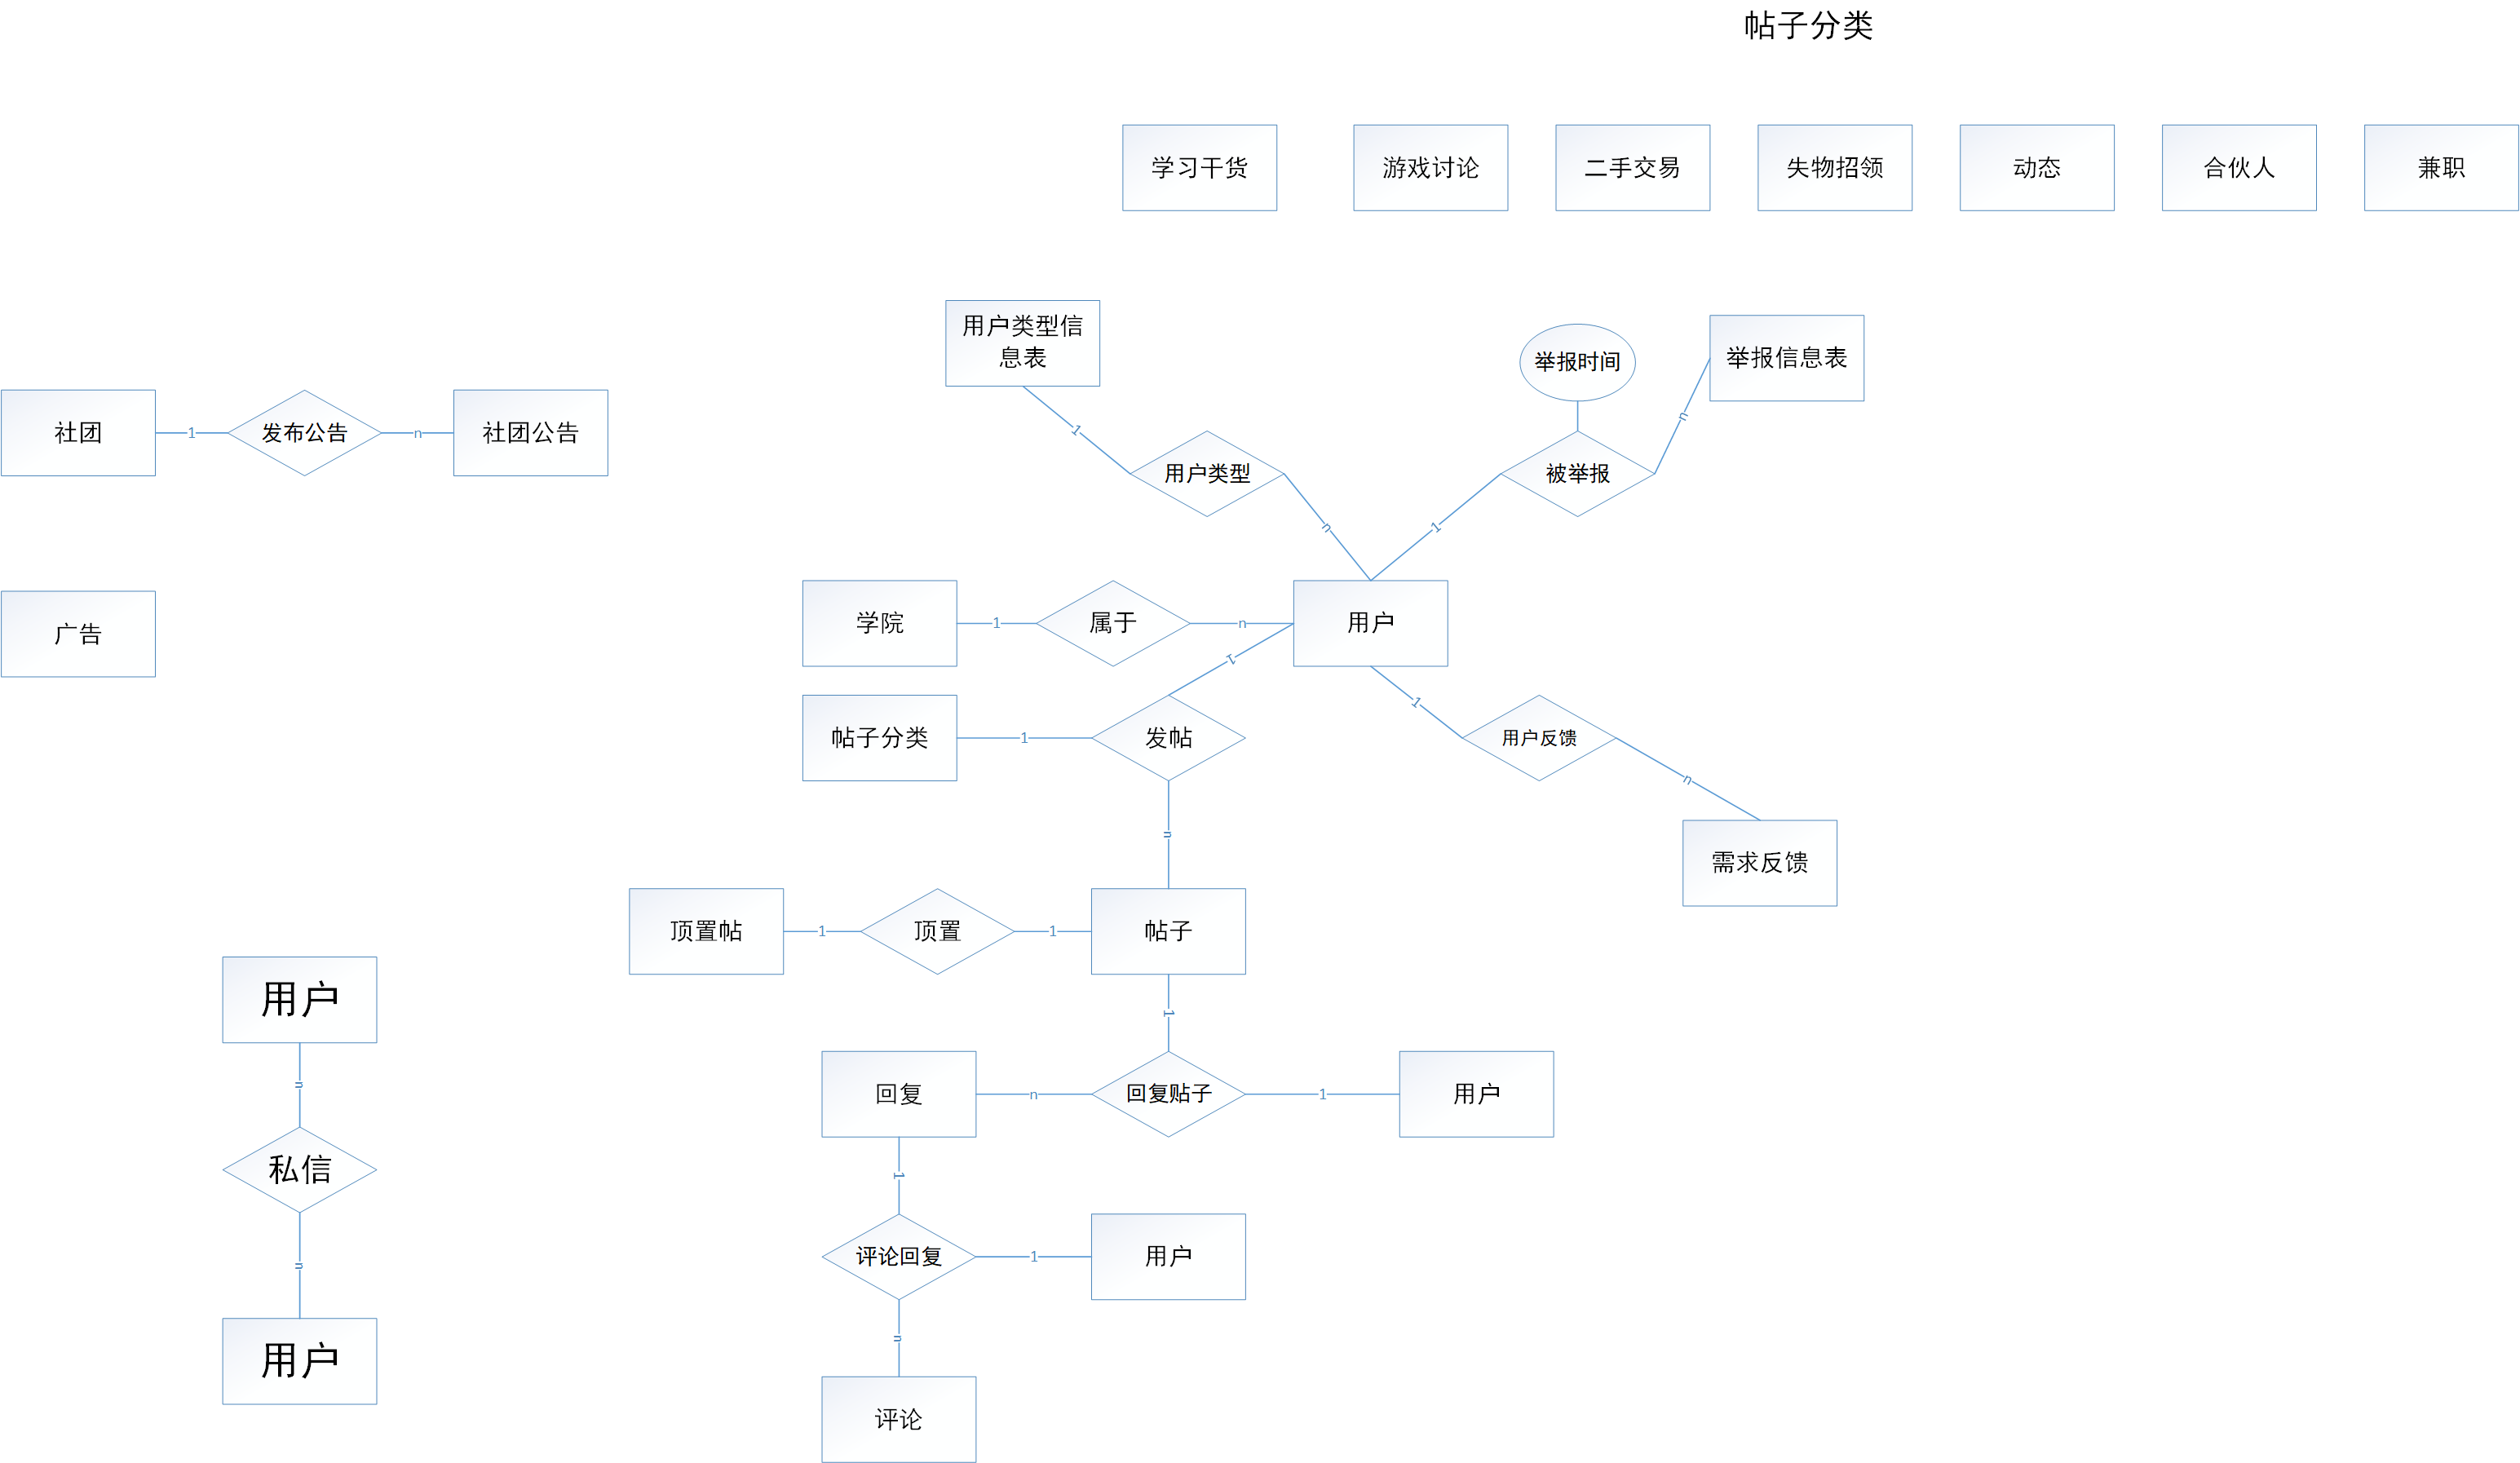 帖子分类
学习干货
游戏讨论
二手交易
失物招领
动态
合伙人
兼职
用户类型信
息表
举报时间
举报信息表
社团
1
发布公告
n
社团公告
1
用户类型
n
被举报
n
1
广告
学院
1
属于
n
用户
1
帖子分类
1
发帖
1
用户反馈
n
n
需求反馈
顶置帖
1
顶置
1
帖子
1
用户
n
私信
n
用户
回复
n
回复贴子
1
用户
1
评论回复
1
用户
n
评论